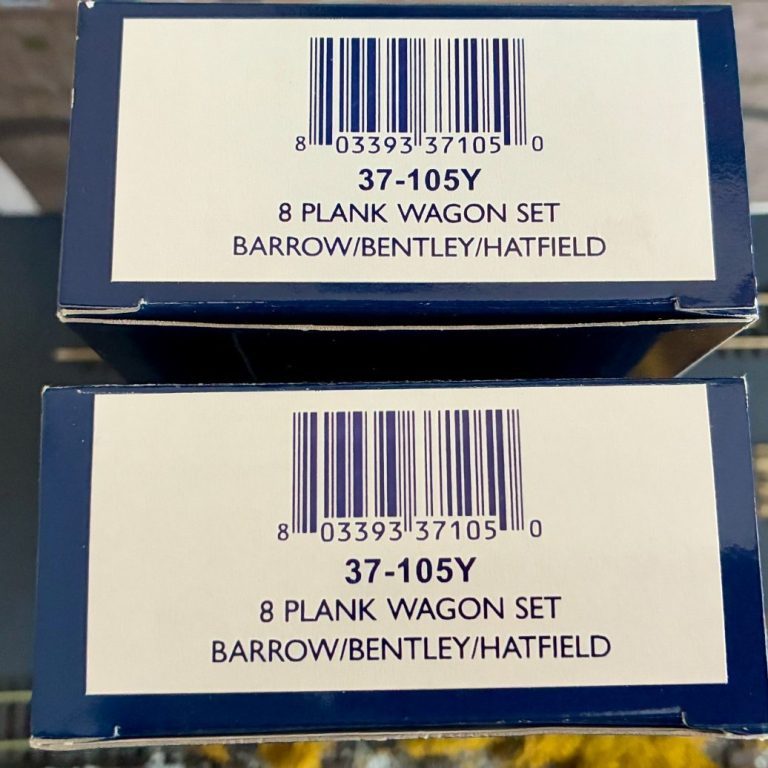 8 03393 37105 0
37-105Y
8 PLANK WAGON SET
BARROW/BENTLEY/HATFIELD
8 03393 37105 0
37-105Y
8 PLANK WAGON SET
BARROW/BENTLEY/HATFIELD